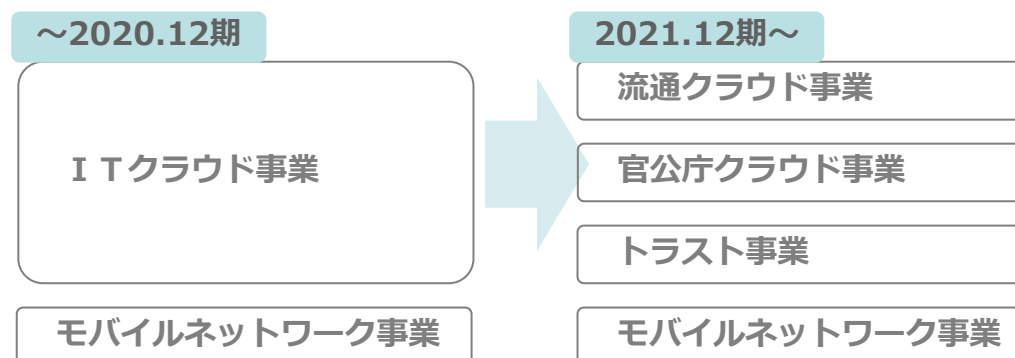 ～2020.12期
ＩＴクラウド事業
モバイルネットワーク事業
2021.12期～
流通クラウド事業
官公庁クラウド事業
トラスト事業
モバイルネットワーク事業